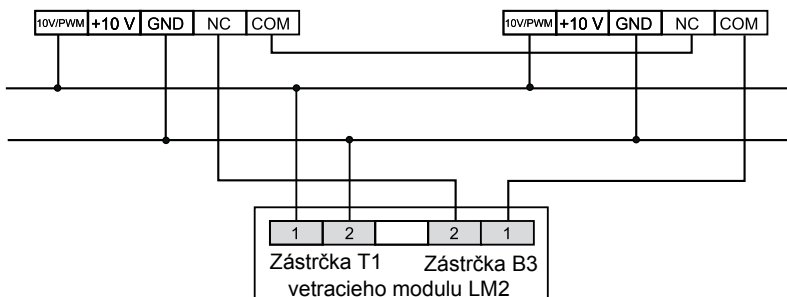 10V/PWM +10 V GND NC COM 10V/PWM +10 V GND NC COM
1 2 2 1
Zástrčka T1 Zástrčka B3
vetracieho modulu LM2